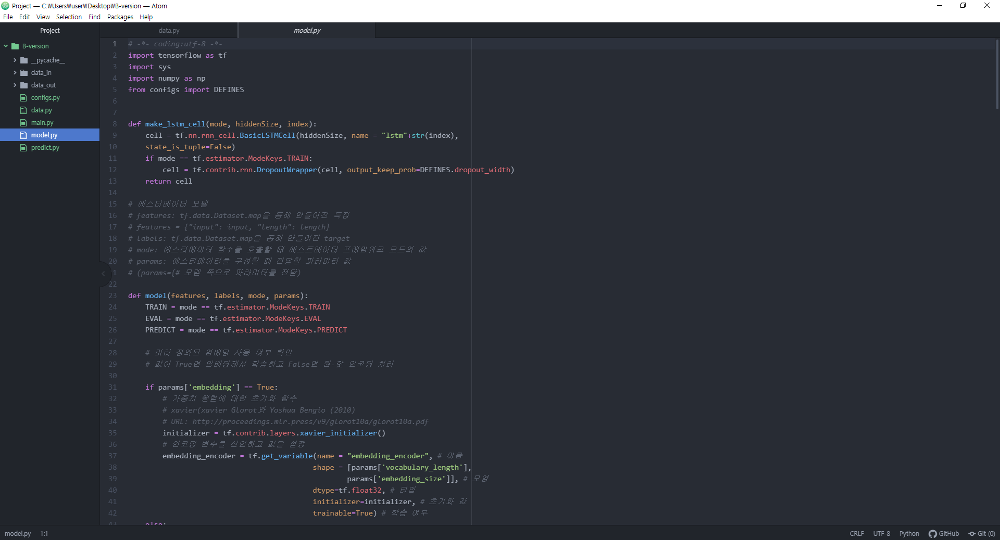 Project — C:₩Users₩user₩Desktop₩B-version — Atom
File Edit View Selection Find Packages Help
Project
B-version
__pycache__
data_in
data_out
configs.py
data.py
main.py
model.py
predict.py
data.py model.py
1 # -*- coding:utf-8 -*-
2 import tensorflow as tf
3 import sys
4 import numpy as np
5 from configs import DEFINES
6
7
8 def make_lstm_cell(mode, hiddenSize, index):
9     cell = tf.nn.rnn_cell.BasicLSTMCell(hiddenSize, name = "lstm"+str(index),
10     state_is_tuple=False)
11     if mode == tf.estimator.ModeKeys.TRAIN:
12         cell = tf.contrib.rnn.DropoutWrapper(cell, output_keep_prob=DEFINES.dropout_width)
13     return cell
14
15 # 에스티메이터 모델
16 # features: tf.data.Dataset.map을 통해 만들어진 특징
17 # features = {"input": input, "length": length}
18 # labels: tf.data.Dataset.map을 통해 만들어진 target
19 # mode: 에스티메이터 함수를 호출할 때 에스트메이터 프레임워크 모드의 값
20 # params: 에스티메이터를 구성할 때 전달할 파라미터 값
1 # (params={# 모델 쪽으로 파라미터를 전달)
22
23 def model(features, labels, mode, params):
24     TRAIN = mode == tf.estimator.ModeKeys.TRAIN
25     EVAL = mode == tf.estimator.ModeKeys.EVAL
26     PREDICT = mode == tf.estimator.ModeKeys.PREDICT
27
28     # 미리 정의된 임베딩 사용 여부 확인
29     # 값이 True면 임베딩해서 학습하고 False면 원-핫 인코딩 처리
30
31     if params['embedding'] == True:
32         # 가중치 행렬에 대한 초기화 함수
33         # xavier(xavier Glorot와 Yoshua Bengio (2010)
34         # URL: http://proceedings.mlr.press/v9/glorot10a/glorot10a.pdf
35         initializer = tf.contrib.layers.xavier_initializer()
36         # 인코딩 변수를 선언하고 값을 설정
37         embedding_encoder = tf.get_variable(name = "embedding_encoder", # 이름
38                                            shape = [params['vocabulary_length'],
39                                                    params['embedding_size']], # 모양
40                                            dtype=tf.float32, # 타입
41                                            initializer=initializer, # 초기화 값
42                                            trainable=True) # 학습 여부
43     else:
model.py 1:1 CRLF UTF-8 Python GitHub Git (0)